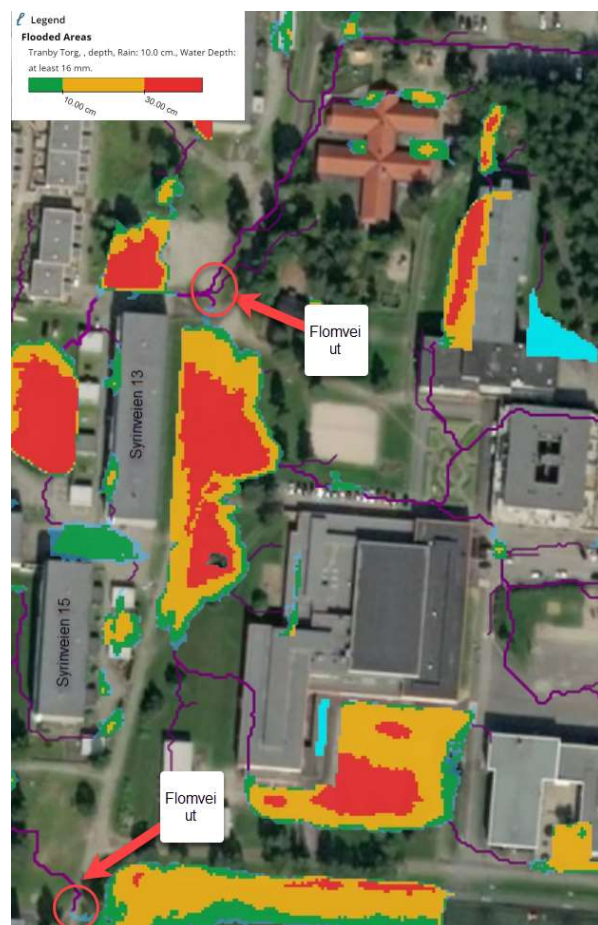 Legend
Flooded Areas
Tranby Torg, , depth, Rain: 10.0 cm., Water Depth:
at least 16 mm.
10.00 cm
30.00 cm
Flomvei
ut
Syrinveien 13
Syrinveien 15
Flomvei
ut